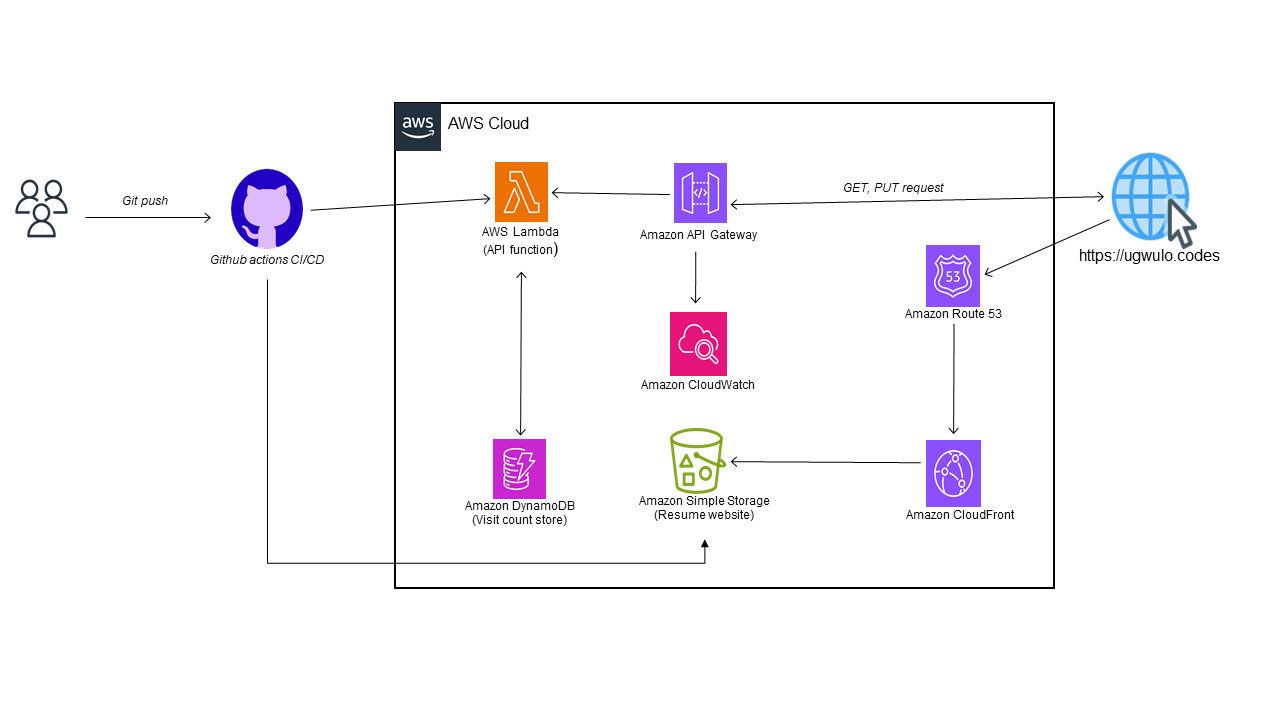 aws
AWS Cloud
Git push
Github actions CI/CD
AWS Lambda
(API function)
Amazon API Gateway
GET, PUT request
https://ugwulo.codes
53
Amazon Route 53
Amazon CloudWatch
Amazon DynamoDB
(Visit count store)
Amazon Simple Storage
(Resume website)
Amazon CloudFront